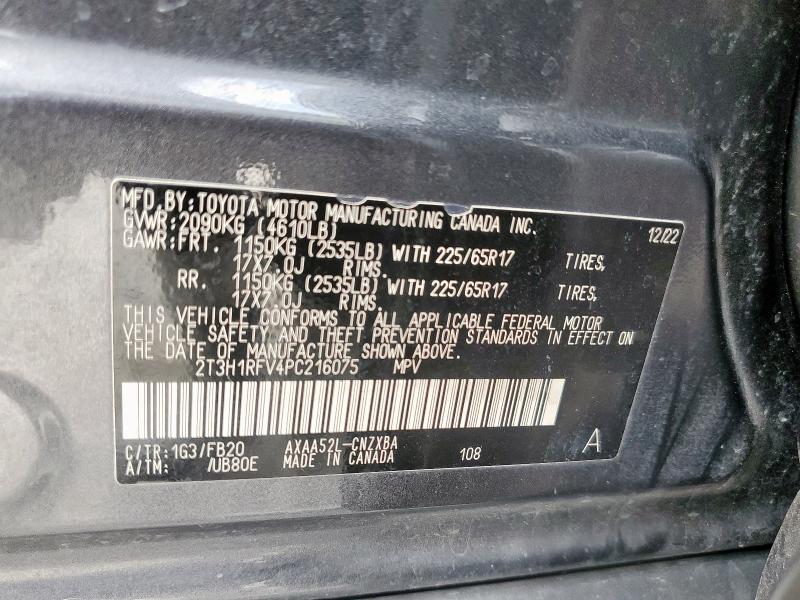 MFD. BY: TOYOTA MOTOR MANUFACTURING CANADA INC.
GVWR: 2090KG (4610LB) 12/22
GAWR: FRT. 1150KG (2535LB) WITH 225/65R17 TIRES,
17X7.0J RIMS.
RR. 1150KG (2535LB) WITH 225/65R17 TIRES,
17X7.0J RIMS.
THIS VEHICLE CONFORMS TO ALL APPLICABLE FEDERAL MOTOR
VEHICLE SAFETY AND THEFT PREVENTION STANDARDS IN EFFECT ON
THE DATE OF MANUFACTURE SHOWN ABOVE.
2T3H1RFV4PC216075 MPV
C/TR: 1G3/FB20 AXAA52L-CNZXBA 108 A
A/TM: /UB80E MADE IN CANADA